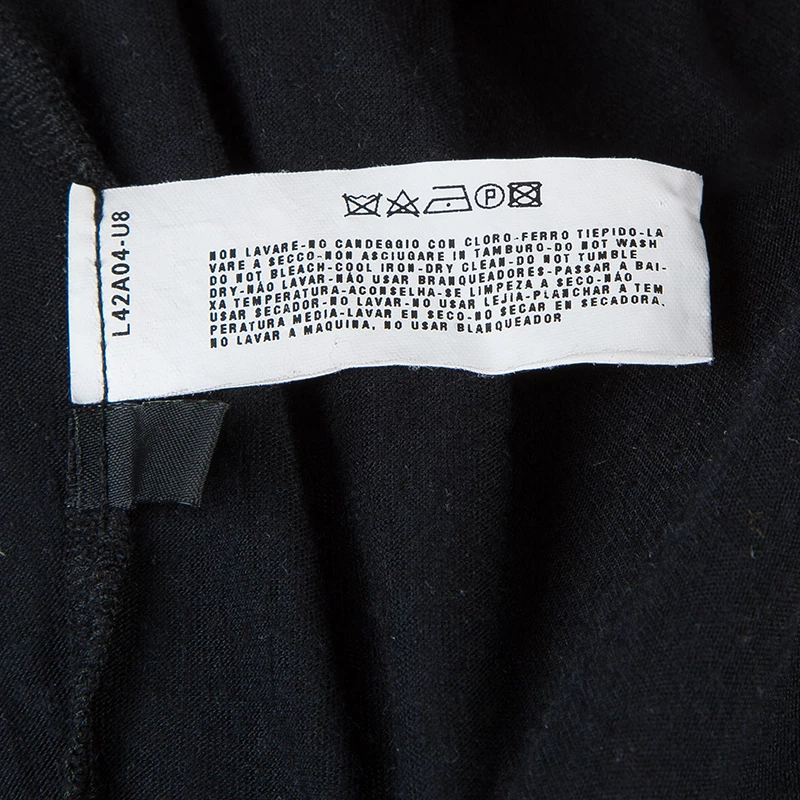 L42A04-U8
P
NON LAVARE-NO CANDEGGIO CON CLORO-FERRO TIEPIDO-LA
VARE A SECCO-NON ASCIUGARE IN TAMBURO-DO NOT WASH
DO NOT BLEACH-COOL IRON-DRY CLEAN-DO NOT TUMBLE
DRY-NÃO LAVAR-NÃO USAR BRANQUEADORES-PASSAR A BAI-
XA TEMPERATURA-ACONSELHA-SE LIMPEZA A SECO-NÃO
USAR SECADOR-NO LAVAR-NO USAR LEJIA-PLANCHAR A TEM
PERATURA MEDIA-LAVAR EN SECO-NO SECAR EN SECADORA.
NO LAVAR A MAQUINA, NO USAR BLANQUEADOR